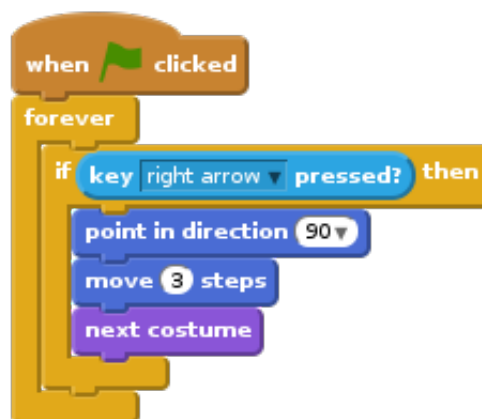 when clicked
forever
if key right arrow pressed? then
point in direction 90
move 3 steps
next costume